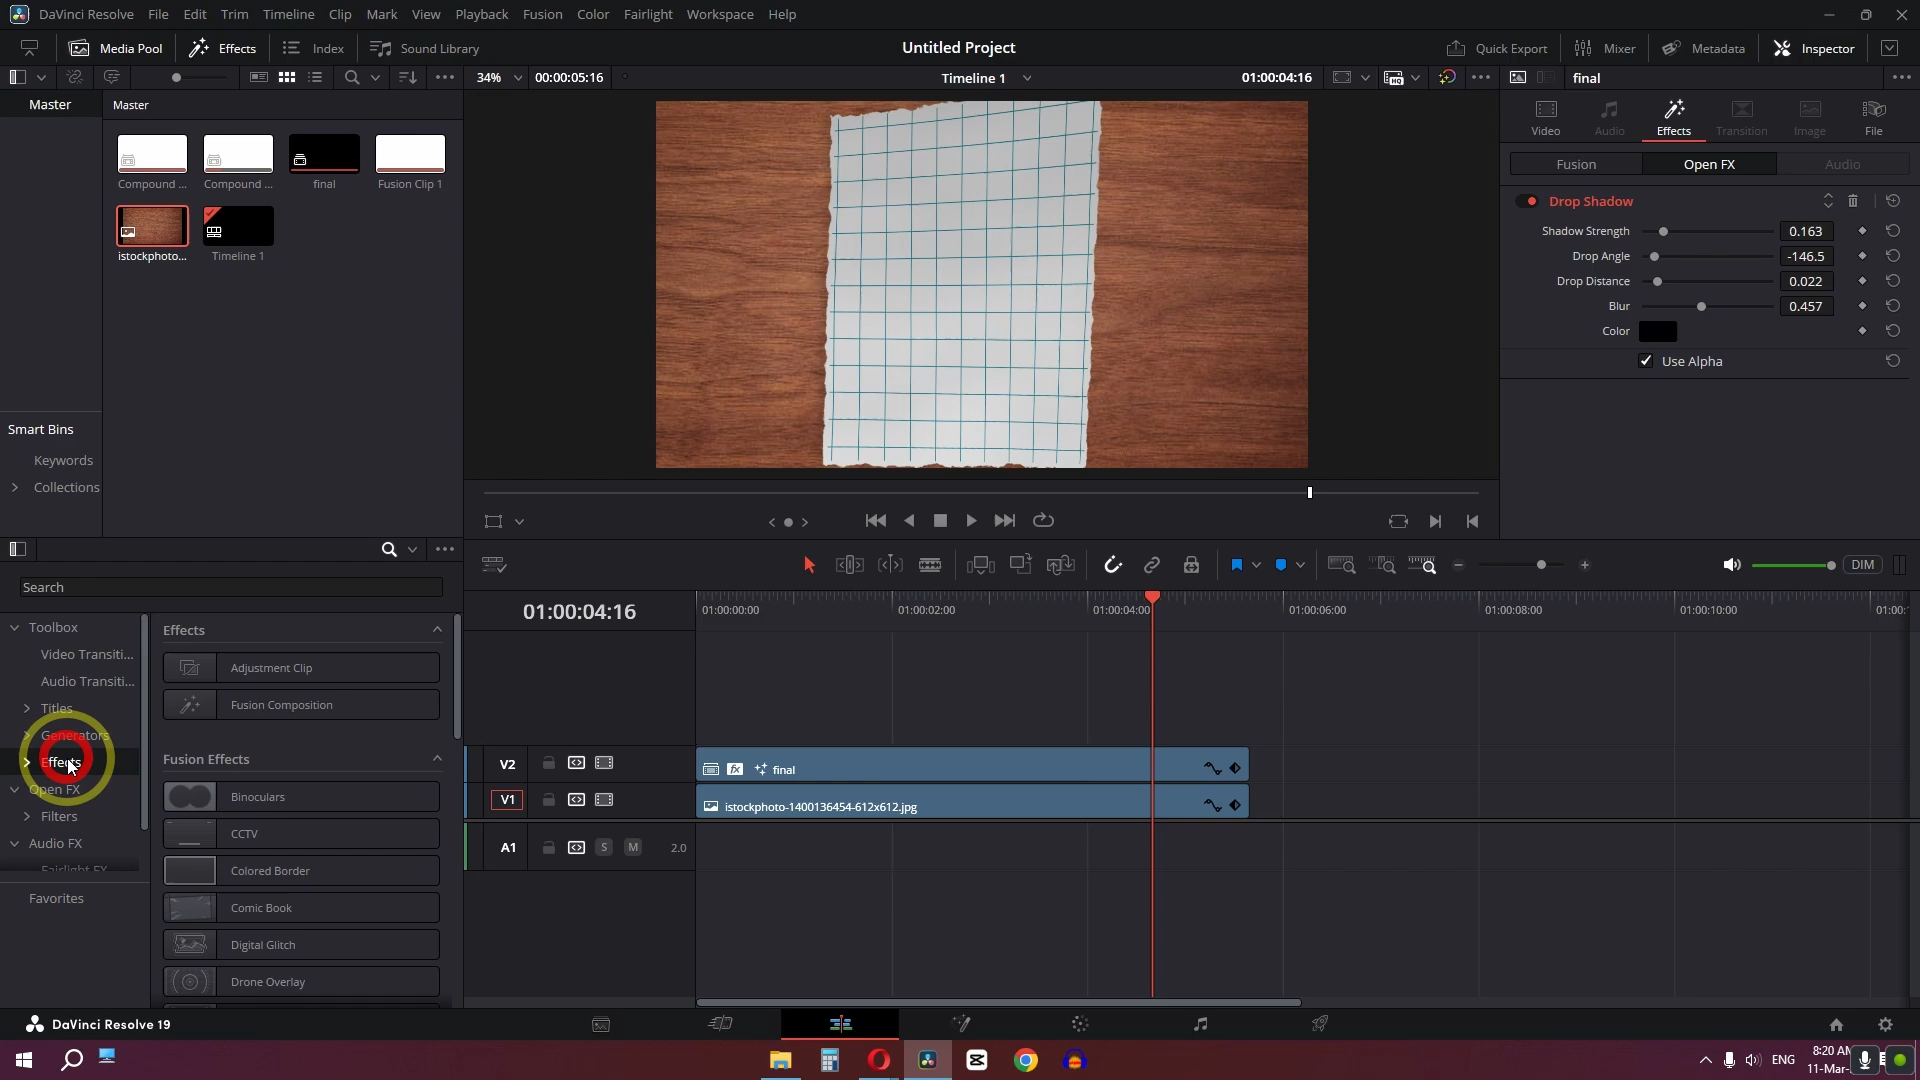 DaVinci Resolve File Edit Trim Timeline Clip Mark View Playback Fusion Color Fairlight Workspace Help
Media Pool Effects Index Sound Library Untitled Project Quick Export Mixer Metadata Inspector
34% 00:00:05:16 Timeline 1 01:00:04:16 final
Master Master
Video Audio Effects Transition Image File
Fusion Open FX Audio
Compound ... Compound ... final Fusion Clip 1
Drop Shadow
Shadow Strength 0.163
Drop Angle -146.5
Drop Distance 0.022
Blur 0.457
Color
Use Alpha
istockphoto... Timeline 1
Smart Bins
Keywords
Collections
DIM
Search
01:00:04:16 01:00:00:00 01:00:02:00 01:00:04:00 01:00:06:00 01:00:08:00 01:00:10:00 01:00:
Toolbox
Video Transiti...
Audio Transiti...
Titles
Generators
Effects
Open FX
Filters
Audio FX
Fairlight FX
Favorites
Effects
Adjustment Clip
Fusion Composition
Fusion Effects
Binoculars
CCTV
Colored Border
Comic Book
Digital Glitch
Drone Overlay
V2 fx final
V1 istockphoto-1400136454-612x612.jpg
A1 S M 2.0
DaVinci Resolve 19
ENG 8:20 AM
11-Mar-